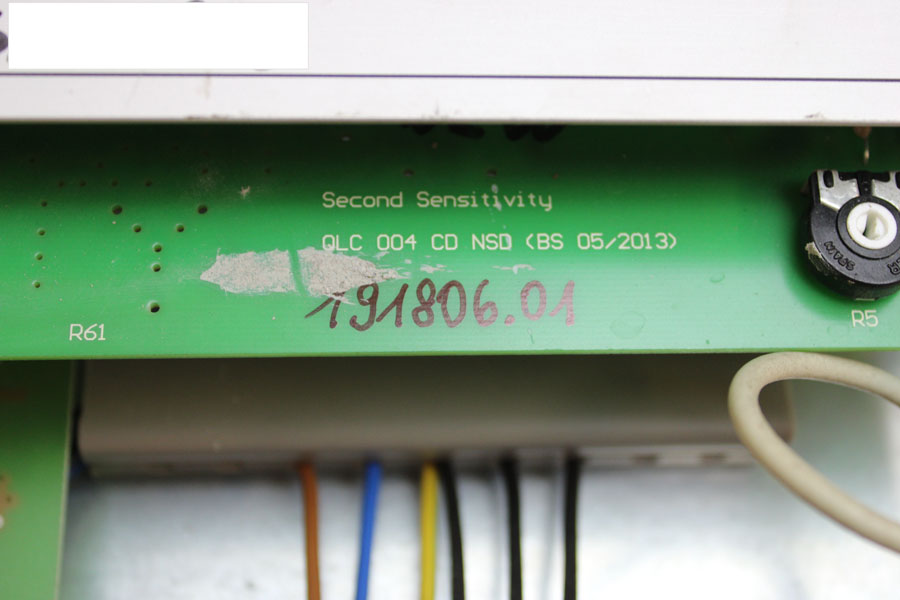 Second Sensitivity
QLC 004 CD NSD (BS 05/2013)
191806.01
R61
R5